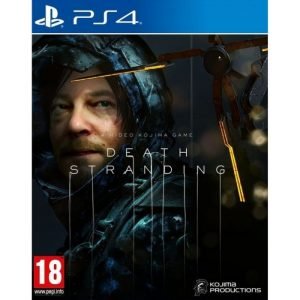 PS4
A HIDEO KOJIMA GAME
DEATH
STRANDING
18
www.pegi.info
KOJIMA
PRODUCTIONS